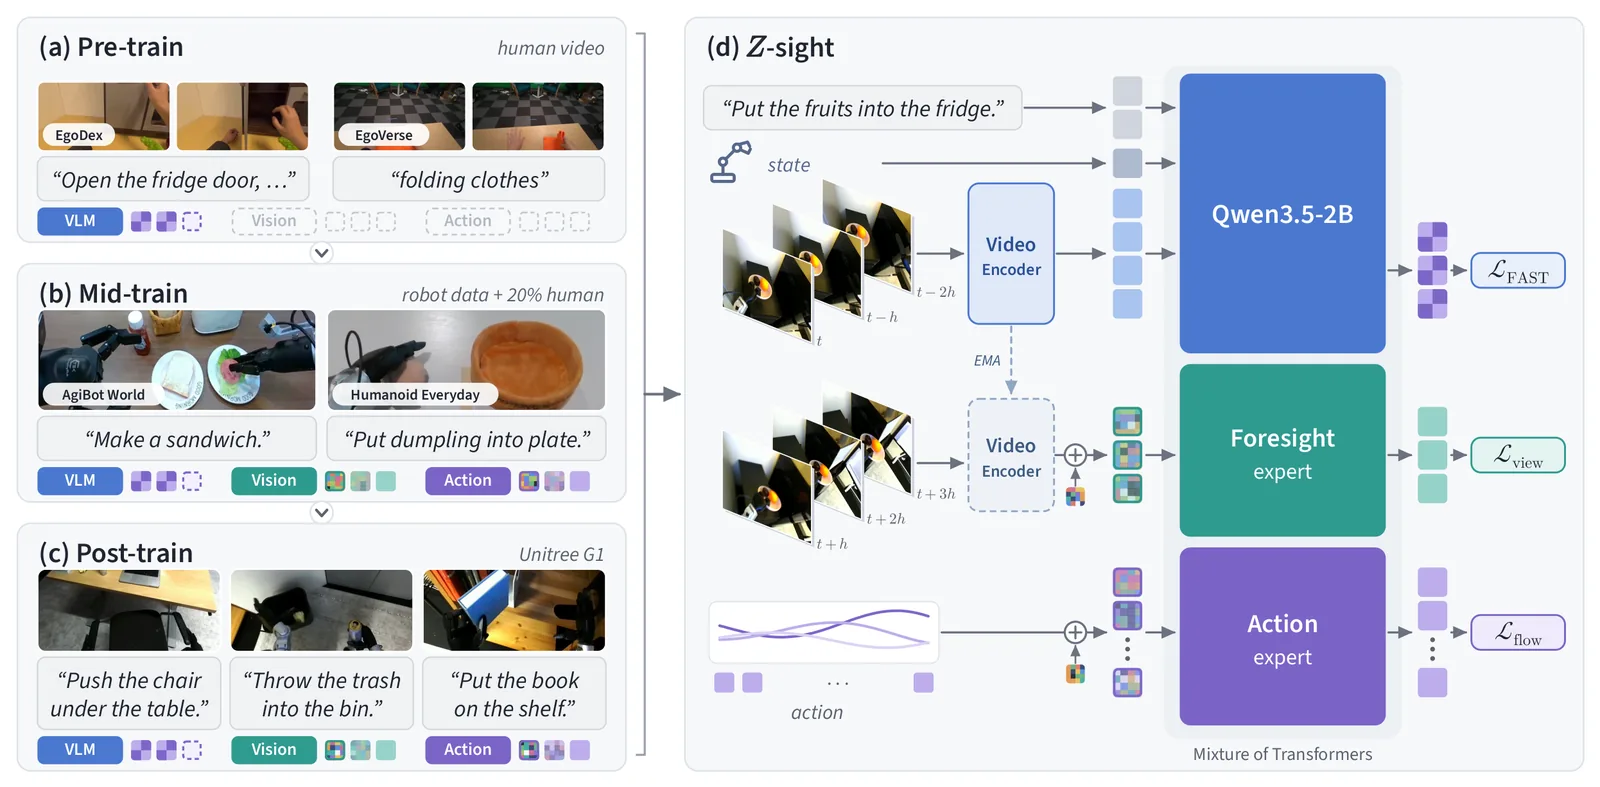 (a) Pre-train
human video
EgoDex
EgoVerse
“Open the fridge door, …”
“folding clothes”
VLM
Vision
Action
(b) Mid-train
robot data + 20% human
AgiBot World
Humanoid Everyday
“Make a sandwich.”
“Put dumpling into plate.”
VLM
Vision
Action
(c) Post-train
Unitree G1
“Push the chair
under the table.”
“Throw the trash
into the bin.”
“Put the book
on the shelf.”
VLM
Vision
Action
(d) Z-sight
“Put the fruits into the fridge.”
state
t − 2h
t − h
t
Video
Encoder
EMA
Video
Encoder
t + 3h
t + 2h
t + h
...
action
Qwen3.5-2B
Foresight
expert
Action
expert
Mixture of Transformers
ℒFAST
ℒview
ℒflow